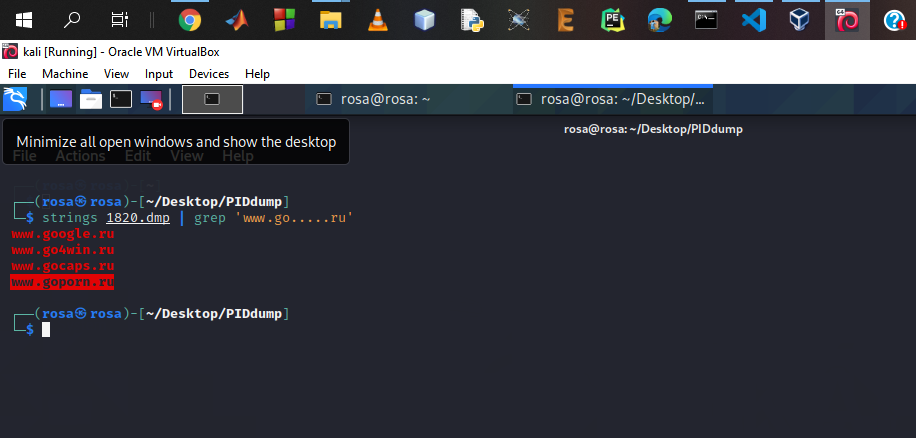 kali [Running] - Oracle VM VirtualBox
File Machine View Input Devices Help
rosa@rosa: ~
rosa@rosa: ~/Desktop/...
Minimize all open windows and show the desktop
rosa@rosa: ~/Desktop/PIDdump
File Actions Edit View Help
(rosa㉿rosa)-[~/Desktop/PIDdump]
$ strings 1820.dmp | grep 'www.go.....ru'
www.google.ru
www.go4win.ru
www.gocaps.ru
www.goporn.ru
(rosa㉿rosa)-[~/Desktop/PIDdump]
$